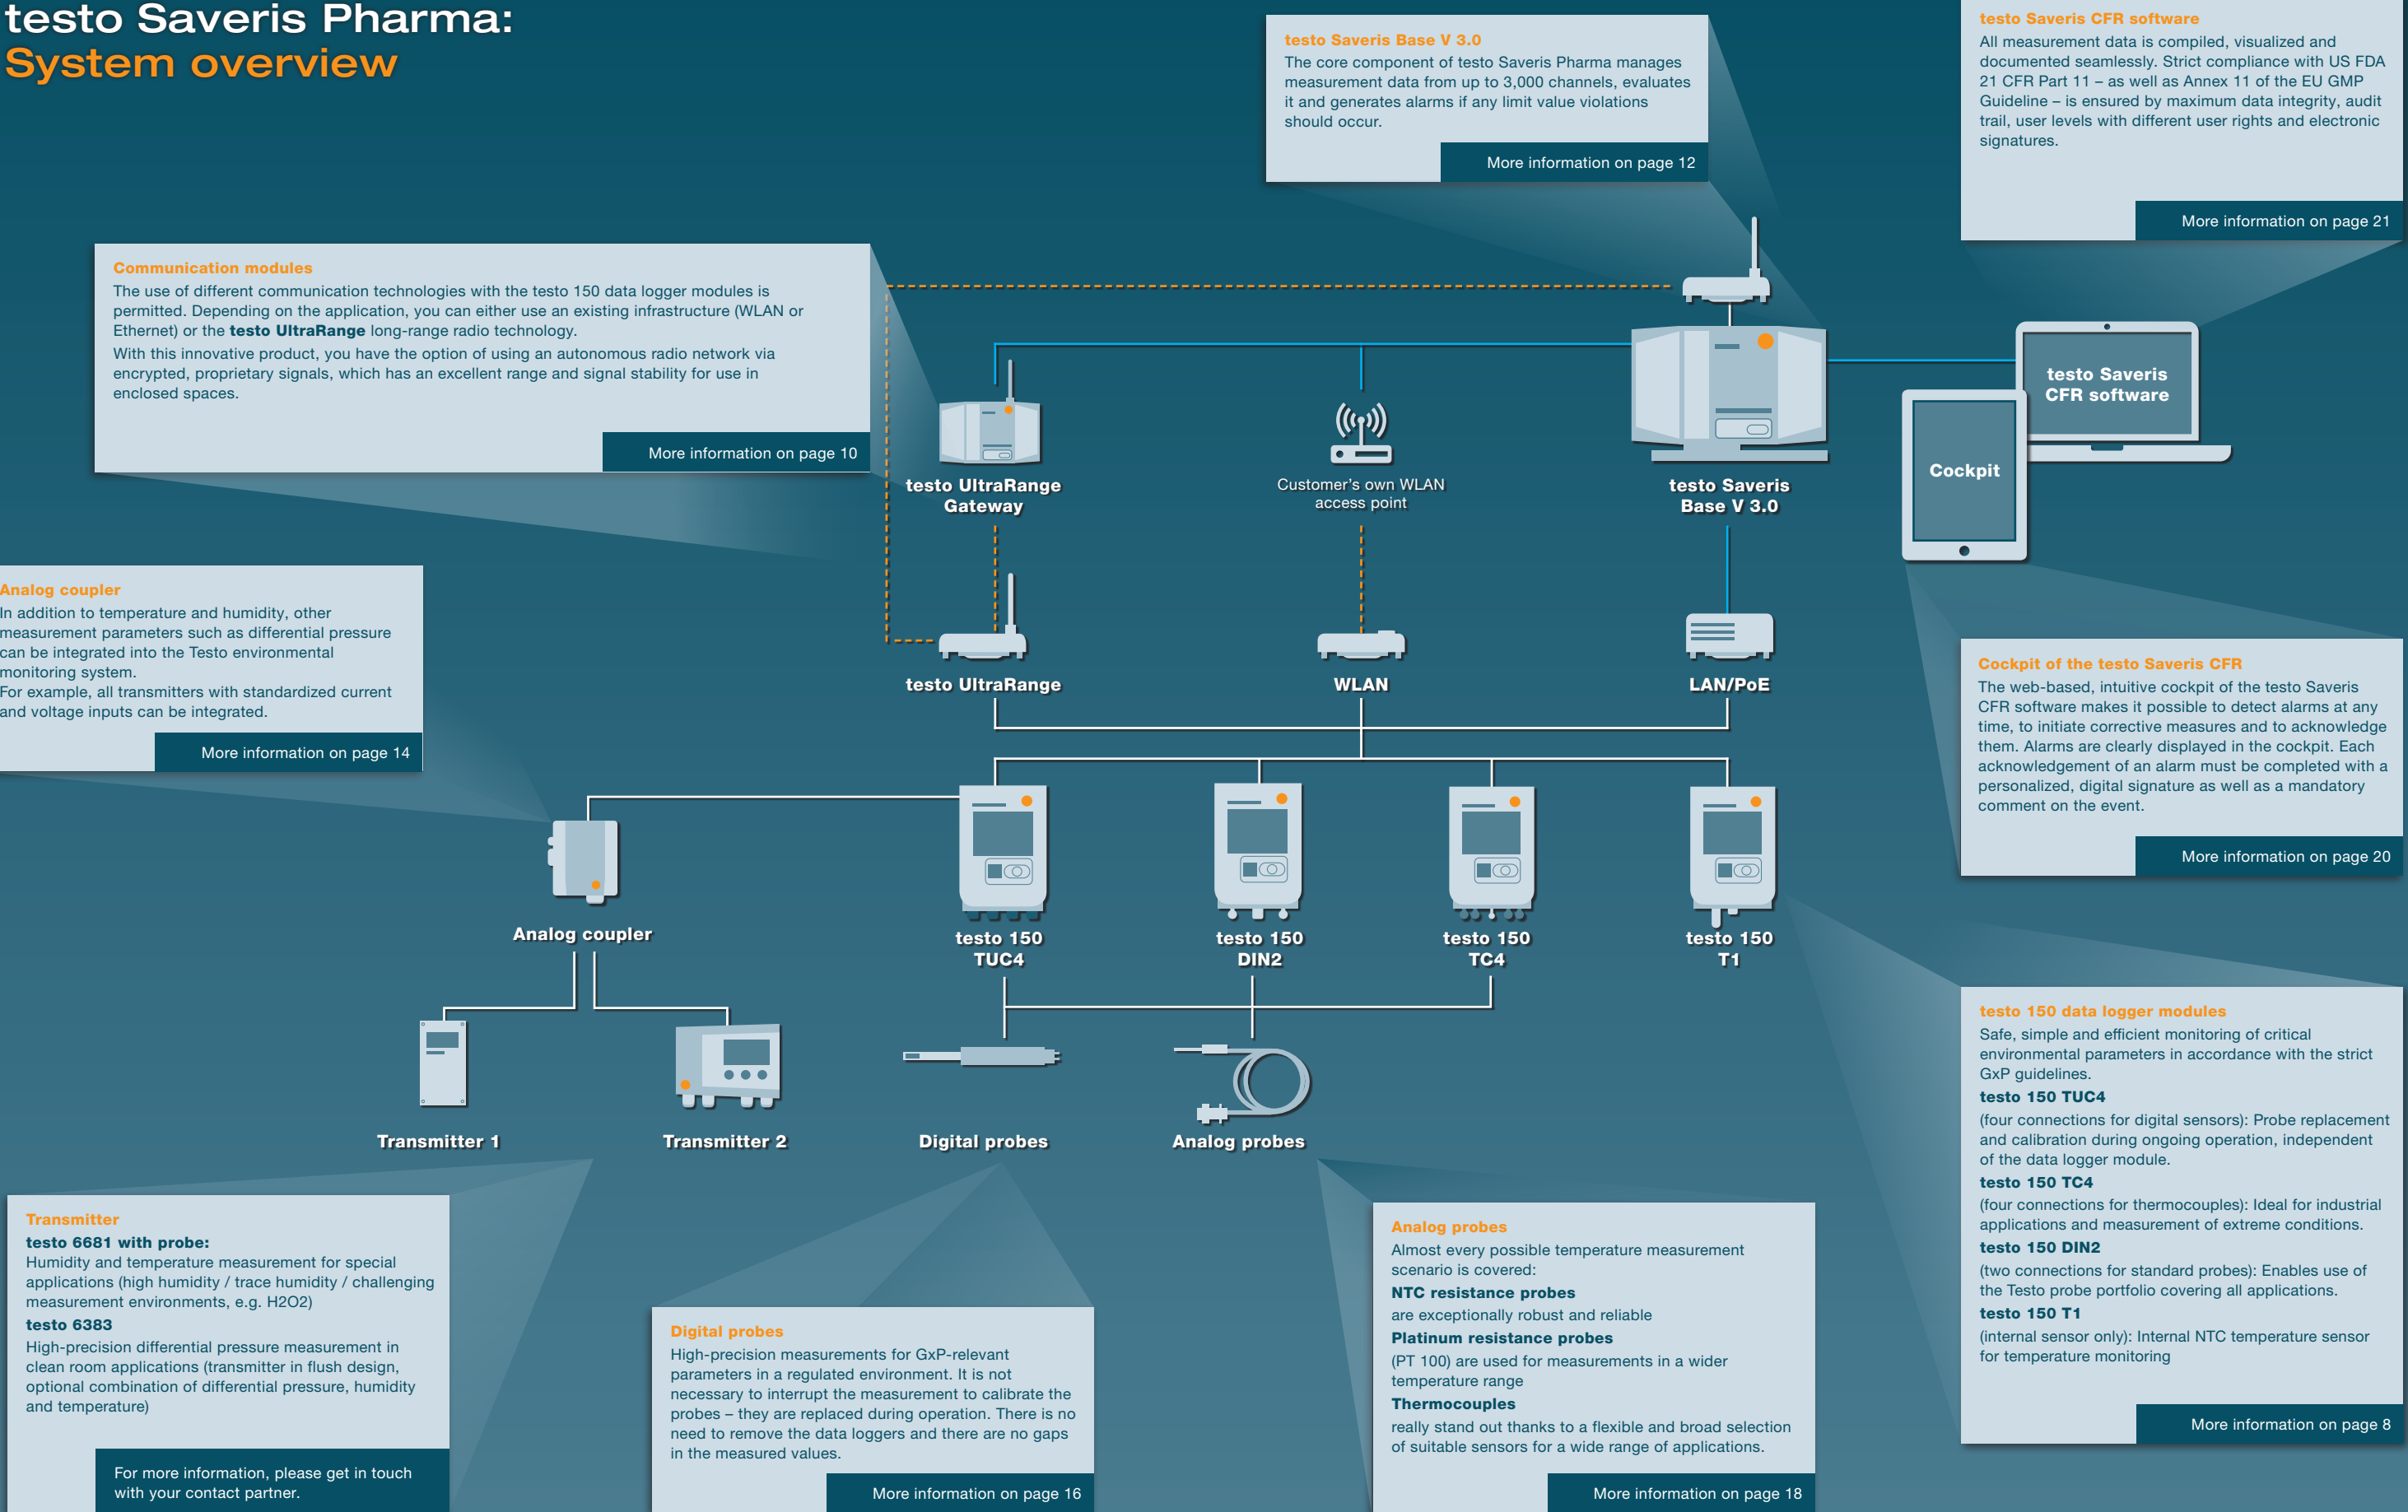 testo Saveris Pharma:
System overview
testo Saveris Base V 3.0
The core component of testo Saveris Pharma manages
measurement data from up to 3,000 channels, evaluates
it and generates alarms if any limit value violations
should occur.
More information on page 12
testo Saveris CFR software
All measurement data is compiled, visualized and
documented seamlessly. Strict compliance with US FDA
21 CFR Part 11 – as well as Annex 11 of the EU GMP
Guideline – is ensured by maximum data integrity, audit
trail, user levels with different user rights and electronic
signatures.
More information on page 21
Communication modules
The use of different communication technologies with the testo 150 data logger modules is
permitted. Depending on the application, you can either use an existing infrastructure (WLAN or
Ethernet) or the testo UltraRange long-range radio technology.
With this innovative product, you have the option of using an autonomous radio network via
encrypted, proprietary signals, which has an excellent range and signal stability for use in
enclosed spaces.
More information on page 10
testo UltraRange
Gateway
Customer's own WLAN
access point
testo Saveris
Base V 3.0
testo Saveris
CFR software
Cockpit
Analog coupler
In addition to temperature and humidity, other
measurement parameters such as differential pressure
can be integrated into the Testo environmental
monitoring system.
For example, all transmitters with standardized current
and voltage inputs can be integrated.
More information on page 14
testo UltraRange
WLAN
LAN/PoE
Cockpit of the testo Saveris CFR
The web-based, intuitive cockpit of the testo Saveris
CFR software makes it possible to detect alarms at any
time, to initiate corrective measures and to acknowledge
them. Alarms are clearly displayed in the cockpit. Each
acknowledgement of an alarm must be completed with a
personalized, digital signature as well as a mandatory
comment on the event.
More information on page 20
Analog coupler
testo 150
TUC4
testo 150
DIN2
testo 150
TC4
testo 150
T1
Transmitter 1
Transmitter 2
Digital probes
Analog probes
testo 150 data logger modules
Safe, simple and efficient monitoring of critical
environmental parameters in accordance with the strict
GxP guidelines.
testo 150 TUC4
(four connections for digital sensors): Probe replacement
and calibration during ongoing operation, independent
of the data logger module.
testo 150 TC4
(four connections for thermocouples): Ideal for industrial
applications and measurement of extreme conditions.
testo 150 DIN2
(two connections for standard probes): Enables use of
the Testo probe portfolio covering all applications.
testo 150 T1
(internal sensor only): Internal NTC temperature sensor
for temperature monitoring
More information on page 8
Transmitter
testo 6681 with probe:
Humidity and temperature measurement for special
applications (high humidity / trace humidity / challenging
measurement environments, e.g. H2O2)
testo 6383
High-precision differential pressure measurement in
clean room applications (transmitter in flush design,
optional combination of differential pressure, humidity
and temperature)
For more information, please get in touch
with your contact partner.
Digital probes
High-precision measurements for GxP-relevant
parameters in a regulated environment. It is not
necessary to interrupt the measurement to calibrate the
probes – they are replaced during operation. There is no
need to remove the data loggers and there are no gaps
in the measured values.
More information on page 16
Analog probes
Almost every possible temperature measurement
scenario is covered:
NTC resistance probes
are exceptionally robust and reliable
Platinum resistance probes
(PT 100) are used for measurements in a wider
temperature range
Thermocouples
really stand out thanks to a flexible and broad selection
of suitable sensors for a wide range of applications.
More information on page 18